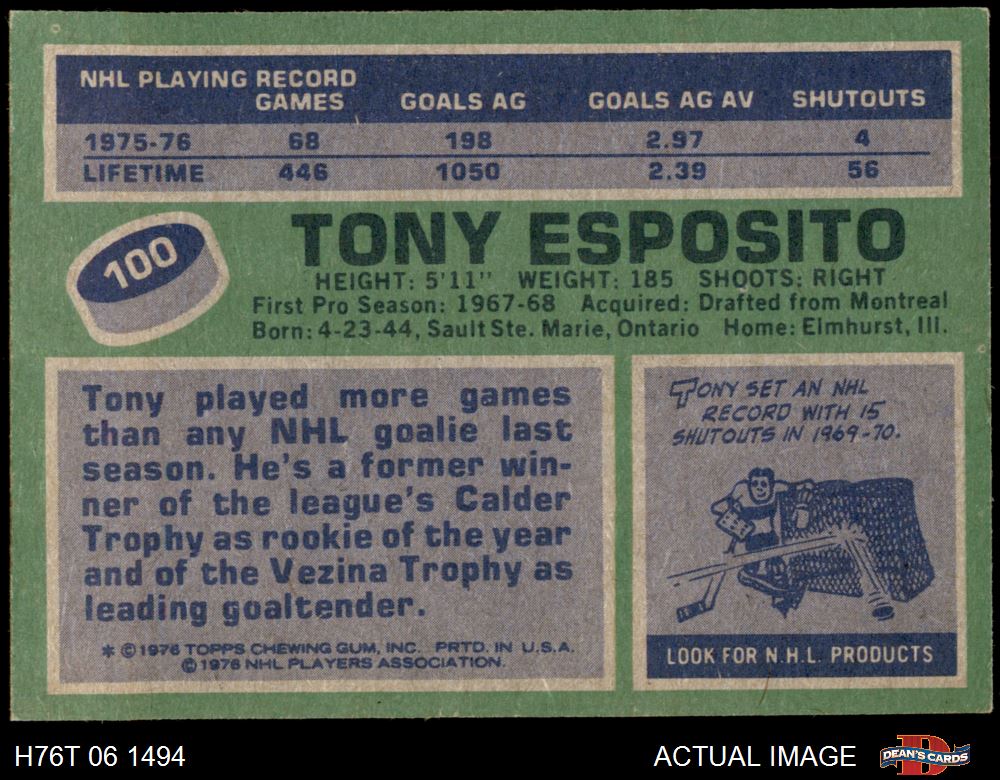 NHL PLAYING RECORD
GAMES GOALS AG GOALS AG AV SHUTOUTS
1975-76 68 198 2.97 4
LIFETIME 446 1050 2.39 56
100
TONY ESPOSITO
HEIGHT: 5'11" WEIGHT: 185 SHOOTS: RIGHT
First Pro Season: 1967-68 Acquired: Drafted from Montreal
Born: 4-23-44, Sault Ste. Marie, Ontario Home: Elmhurst, Ill.
Tony played more games
than any NHL goalie last
season. He's a former win-
ner of the league's Calder
Trophy as rookie of the year
and of the Vezina Trophy as
leading goaltender.
* © 1976 TOPPS CHEWING GUM, INC. PRTD. IN U.S.A.
© 1976 NHL PLAYERS ASSOCIATION.
TONY SET AN NHL
RECORD WITH 15
SHUTOUTS IN 1969-70.
LOOK FOR N.H.L. PRODUCTS
H76T 06 1494
ACTUAL IMAGE
D
DEAN'S CARDS